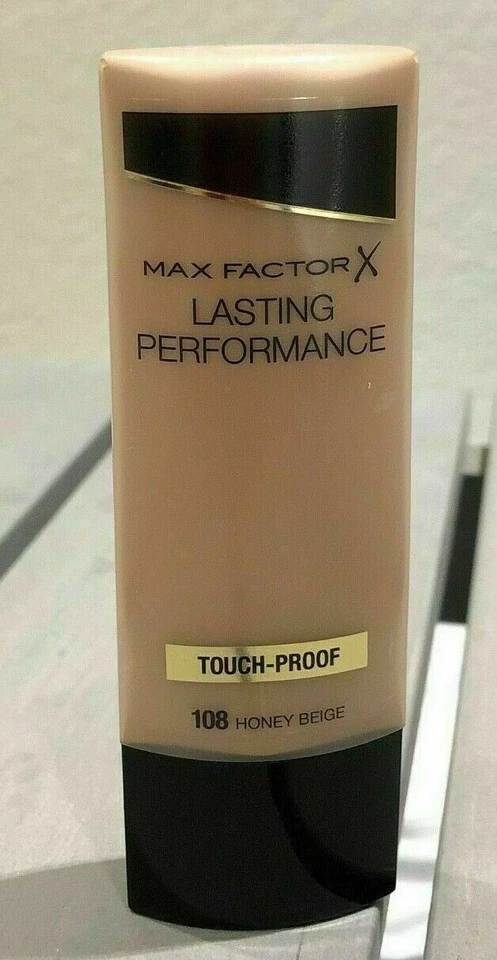 MAX FACTOR X
LASTING
PERFORMANCE
TOUCH-PROOF
108 HONEY BEIGE